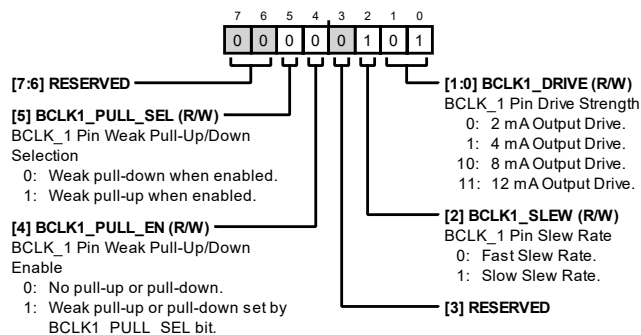 7 6 5 4 3 2 1 0
0 0 0 0 0 1 0 1
[7:6] RESERVED
[5] BCLK1_PULL_SEL (R/W)
BCLK_1 Pin Weak Pull-Up/Down
Selection
0: Weak pull-down when enabled.
1: Weak pull-up when enabled.
[4] BCLK1_PULL_EN (R/W)
BCLK_1 Pin Weak Pull-Up/Down
Enable
0: No pull-up or pull-down.
1: Weak pull-up or pull-down set by
BCLK1_PULL_SEL bit.
[1:0] BCLK1_DRIVE (R/W)
BCLK_1 Pin Drive Strength
0: 2 mA Output Drive.
1: 4 mA Output Drive.
10: 8 mA Output Drive.
11: 12 mA Output Drive.
[2] BCLK1_SLEW (R/W)
BCLK_1 Pin Slew Rate
0: Fast Slew Rate.
1: Slow Slew Rate.
[3] RESERVED